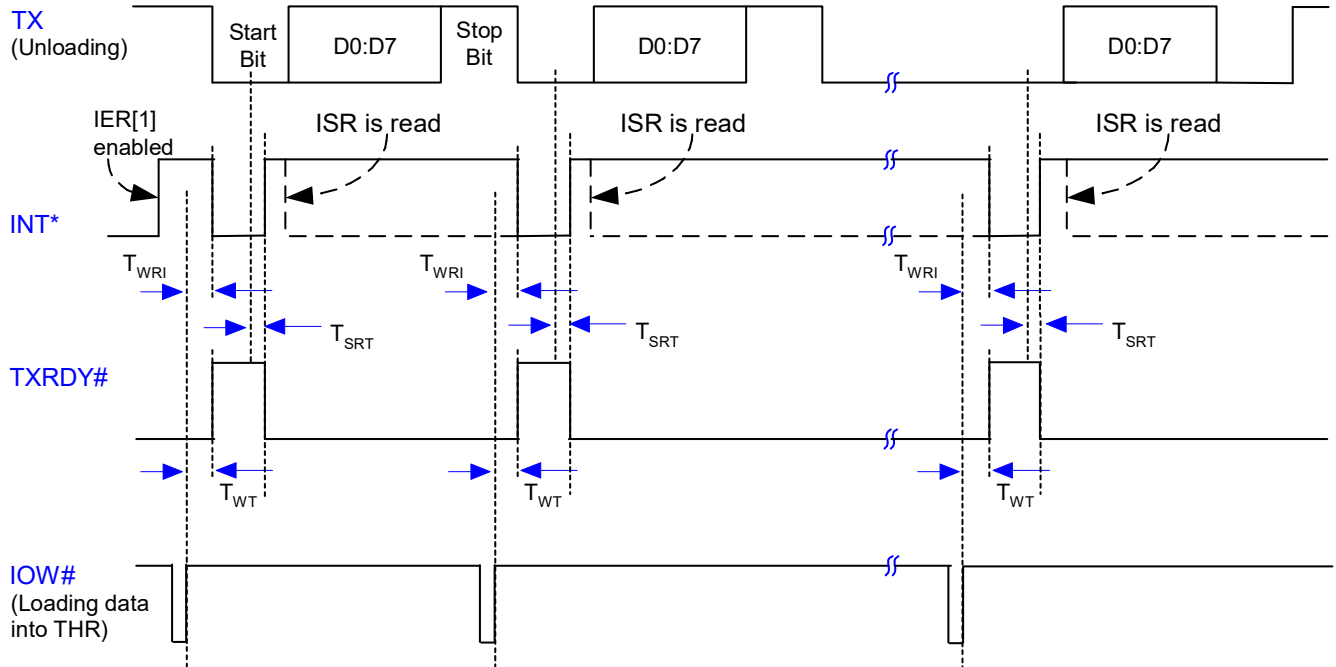 TX
(Unloading)
Start
Bit
D0:D7
Stop
Bit
D0:D7
D0:D7
IER[1]
enabled
ISR is read
ISR is read
ISR is read
INT*
TWRI
TWRI
TWRI
TSRT
TSRT
TSRT
TXRDY#
TWT
TWT
TWT
IOW#
(Loading data
into THR)